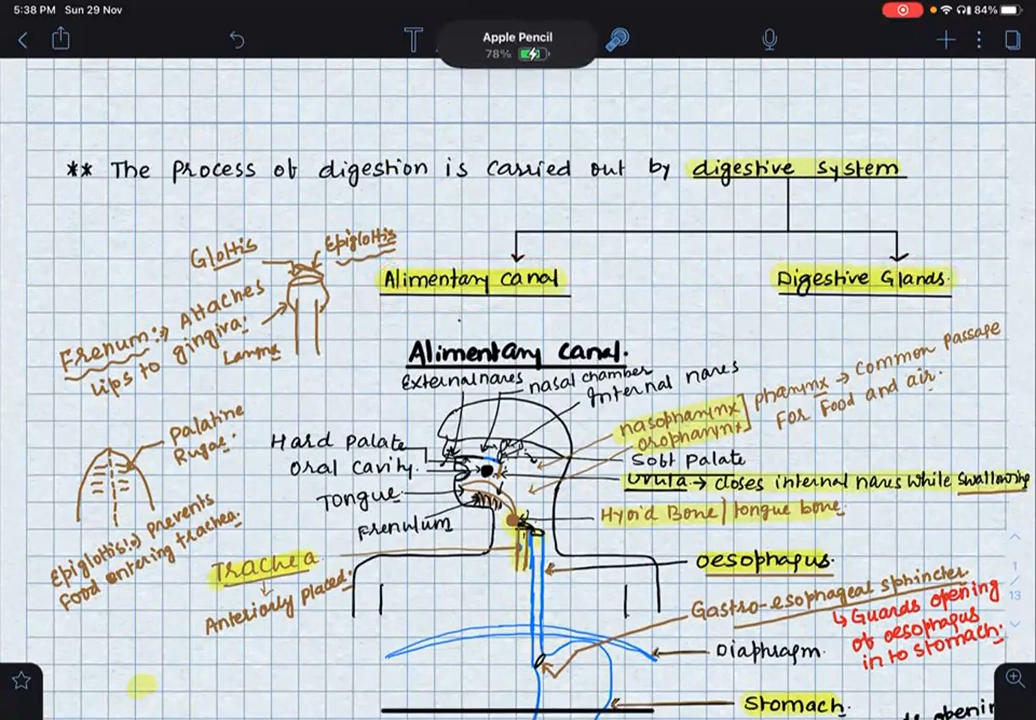 5:38 PM Sun 29 Nov
84%
Apple Pencil
78%
** The process of digestion is carried out by digestive system
Glottis
Epiglottis
Alimentary canal
Digestive Glands.
Frenum:→ Attaches
lips to gingiva.
Larynx
Alimentary canal.
External nares
nasal chamber
Internal nares
nasopharynx] pharynx → Common Passage
oropharynx
For Food and air.
Palatine
Rugae.
Hard Palate
Soft Palate
Oral cavity.
Uvula → closes internal nares while swallowing
Tongue.
Hyoid Bone/tongue bone.
Frenulum
Epiglottis:→ prevents
Food entering trachea.
Trachea
Anteriorly placed.
oesophagus.
Gastro-oesophageal sphincter
↳ Guards opening
of oesophagus
in to stomach.
Diaphragm.
Stomach.
1
13